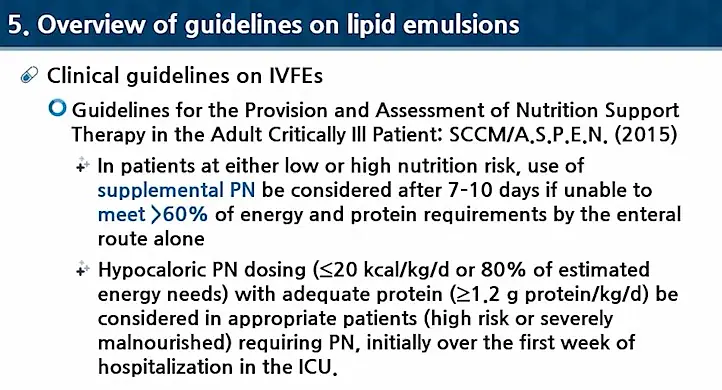 5. Overview of guidelines on lipid emulsions
Clinical guidelines on IVFEs
Guidelines for the Provision and Assessment of Nutrition Support
Therapy in the Adult Critically Ill Patient: SCCM/A.S.P.E.N. (2015)
In patients at either low or high nutrition risk, use of
supplemental PN be considered after 7-10 days if unable to
meet >60% of energy and protein requirements by the enteral
route alone
Hypocaloric PN dosing (≤20 kcal/kg/d or 80% of estimated
energy needs) with adequate protein (≥1.2 g protein/kg/d) be
considered in appropriate patients (high risk or severely
malnourished) requiring PN, initially over the first week of
hospitalization in the ICU.